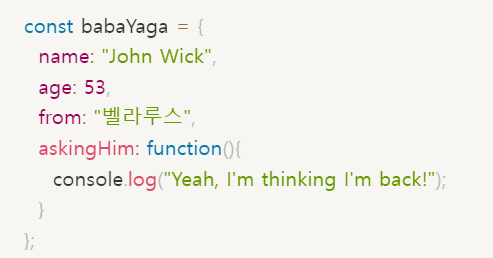 const babaYaga = {
name: "John Wick",
age: 53,
from: "벨라루스",
askingHim: function(){
console.log("Yeah, I'm thinking I'm back!");
}
};